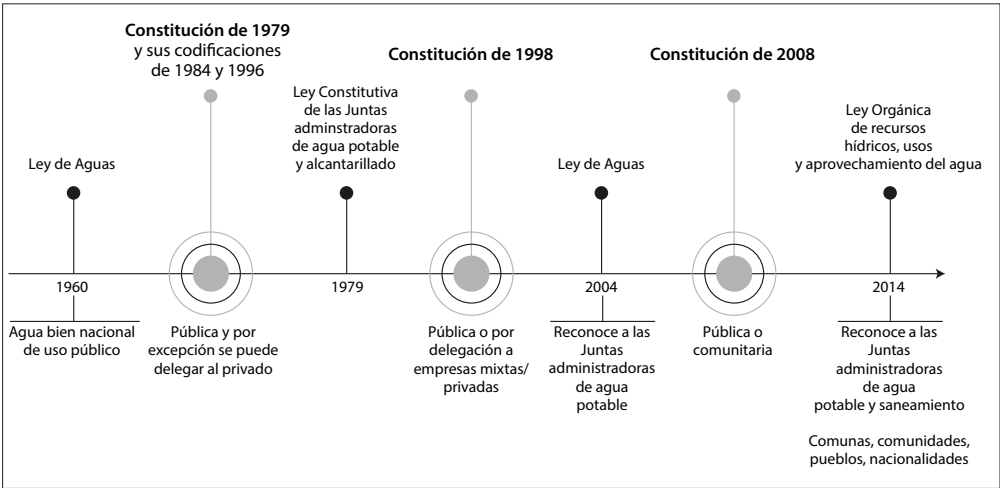 Constitución de 1979
y sus codificaciones
de 1984 y 1996
Constitución de 1998
Constitución de 2008
Ley de Aguas
Ley Constitutiva
de las Juntas
adminstradoras
de agua potable
y alcantarillado
Ley de Aguas
Ley Orgánica
de recursos
hídricos, usos
y aprovechamiento del agua
1960
1979
2004
2014
Agua bien nacional
de uso público
Pública y por
excepción se puede
delegar al privado
Pública o por
delegación a
empresas mixtas/
privadas
Reconoce a las
Juntas
administradoras
de agua
potable
Pública o
comunitaria
Reconoce a las
Juntas
administradoras
de agua
potable y saneamiento
Comunas, comunidades,
pueblos, nacionalidades